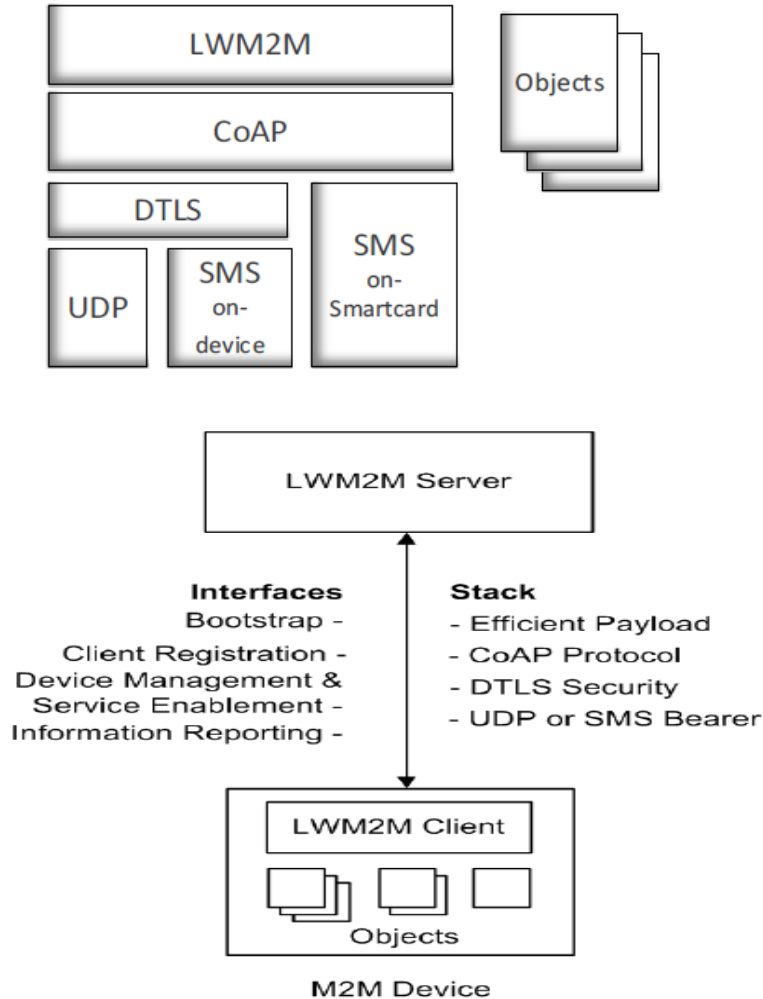 LWM2M
Objects
CoAP
DTLS
UDP
SMS
on-
device
SMS
on-
Smartcard
LWM2M Server
Interfaces
Bootstrap -
Client Registration -
Device Management &
Service Enablement -
Information Reporting -
Stack
- Efficient Payload
- CoAP Protocol
- DTLS Security
- UDP or SMS Bearer
LWM2M Client
Objects
M2M Device